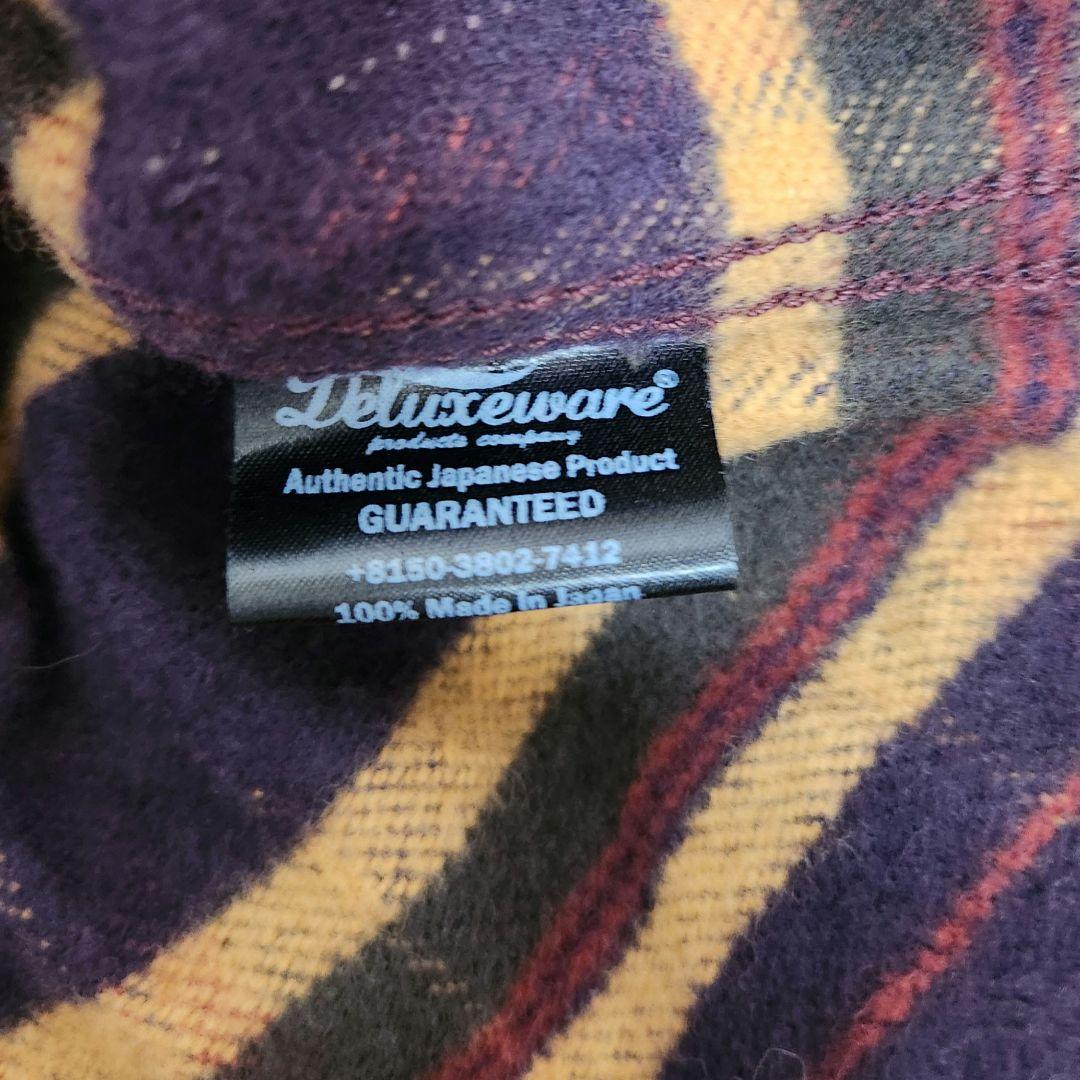 Deluxeware®
products company
Authentic Japanese Product
GUARANTEED
+8150-3802-7412
100% Made In Japan